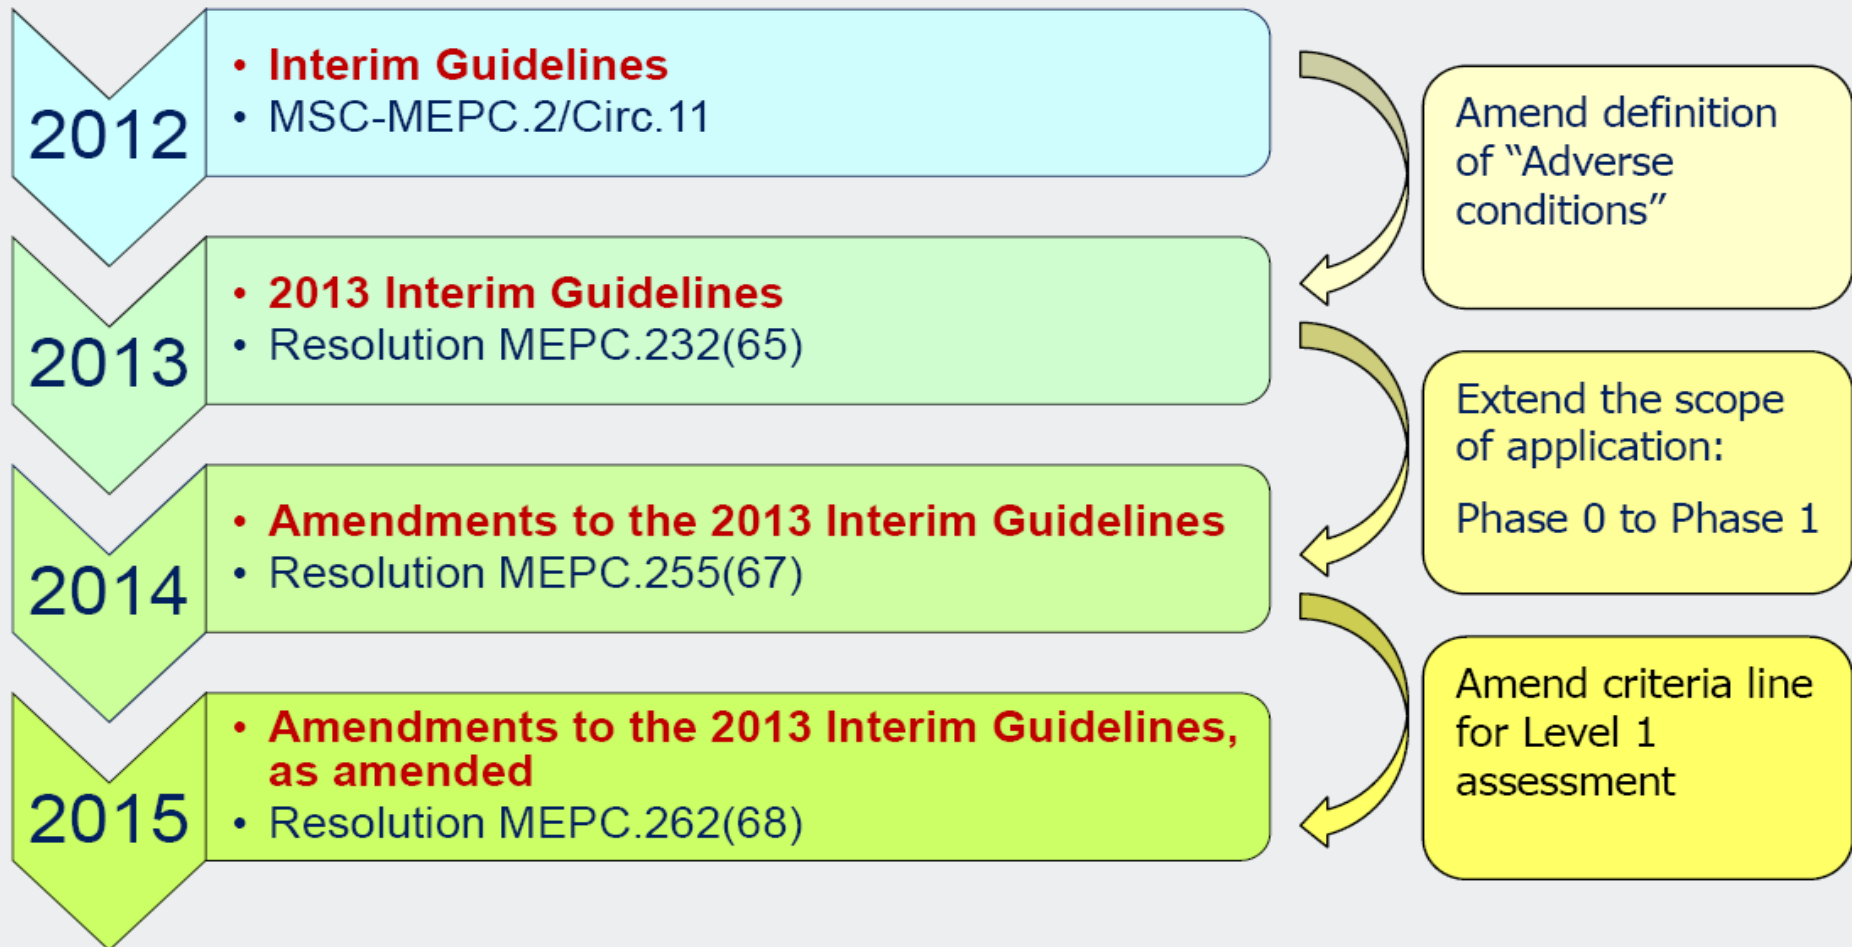 2012
• Interim Guidelines
• MSC-MEPC.2/Circ.11
Amend definition
of “Adverse
conditions”
2013
• 2013 Interim Guidelines
• Resolution MEPC.232(65)
Extend the scope
of application:
Phase 0 to Phase 1
2014
• Amendments to the 2013 Interim Guidelines
• Resolution MEPC.255(67)
Amend criteria line
for Level 1
assessment
2015
• Amendments to the 2013 Interim Guidelines,
as amended
• Resolution MEPC.262(68)